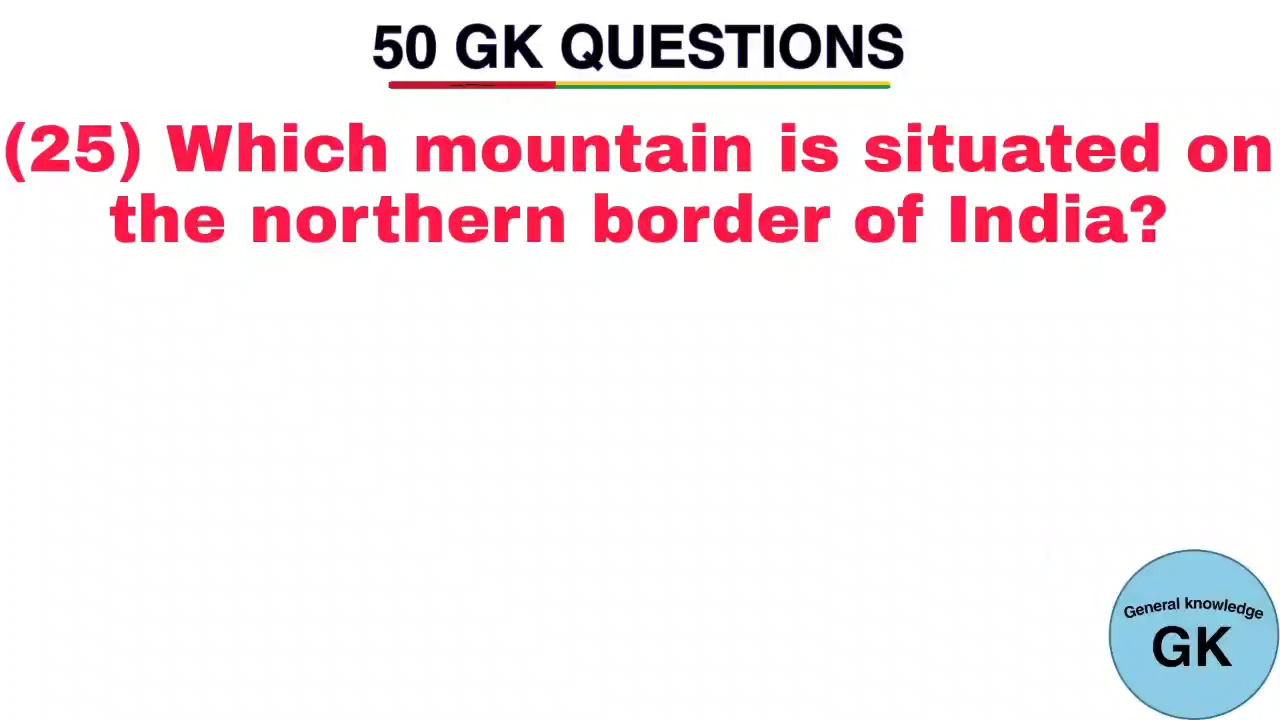 50 GK QUESTIONS
(25) Which mountain is situated on
the northern border of India?
General knowledge
GK